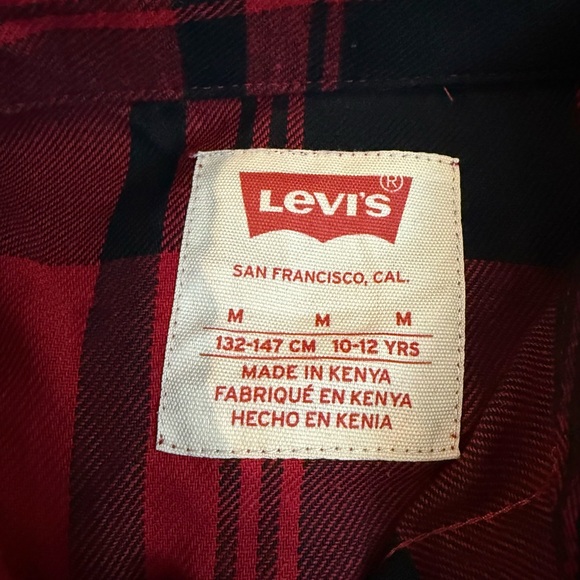 LEVI'S ®
SAN FRANCISCO, CAL.
M M M
132-147 CM 10-12 YRS
MADE IN KENYA
FABRIQUÉ EN KENYA
HECHO EN KENIA